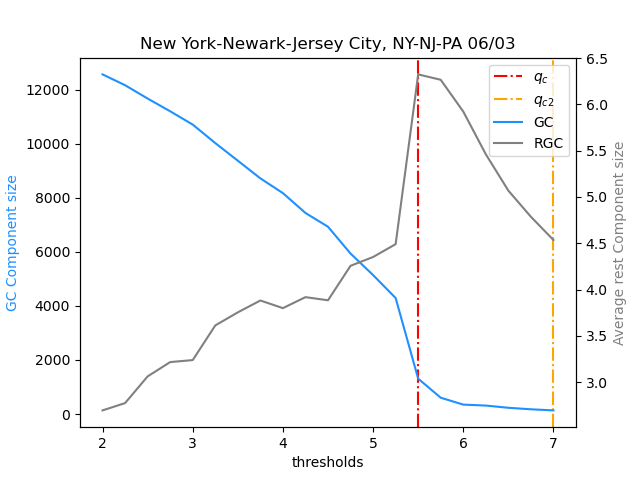 New York-Newark-Jersey City, NY-NJ-PA 06/03
12000
10000
8000
6000
4000
2000
0
GC Component size
6.5
6.0
5.5
5.0
4.5
4.0
3.5
3.0
Average rest Component size
q_c
q_c2
GC
RGC
2 3 4 5 6 7
thresholds